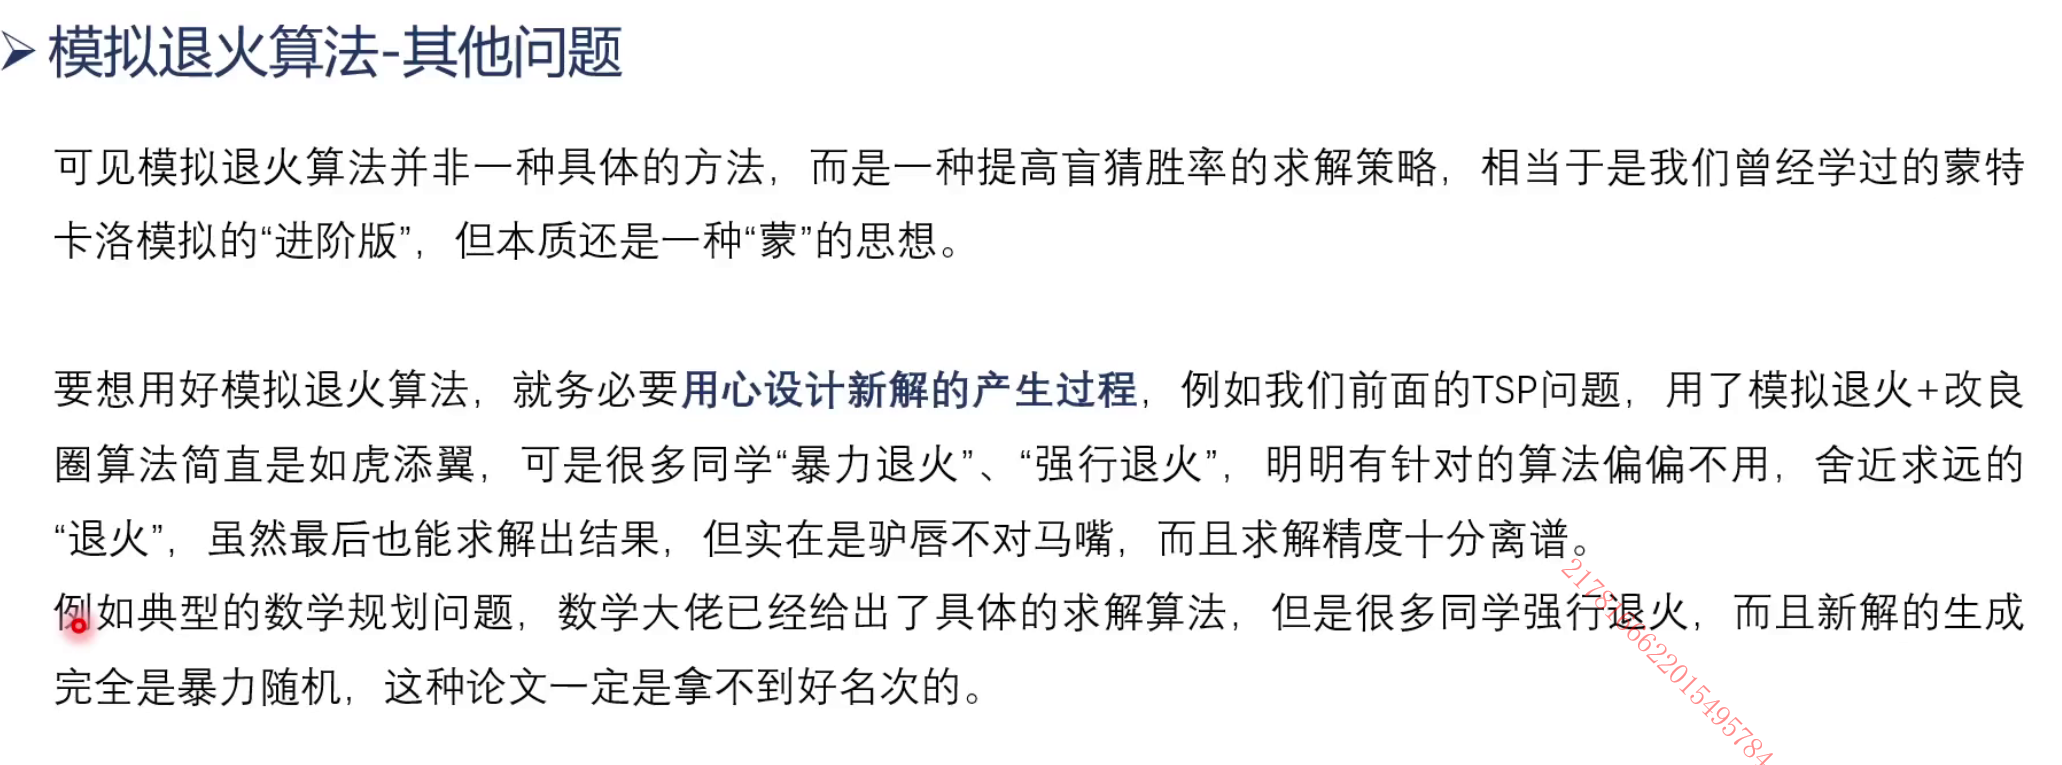 ➢ 模拟退火算法-其他问题
可见模拟退火算法并非一种具体的方法，而是一种提高盲猜胜率的求解策略，相当于是我们曾经学过的蒙特
卡洛模拟的“进阶版”，但本质还是一种“蒙”的思想。
要想用好模拟退火算法，就务必要用心设计新解的产生过程，例如我们前面的TSP问题，用了模拟退火+改良
圈算法简直是如虎添翼，可是很多同学“暴力退火”、“强行退火”，明明有针对的算法偏偏不用，舍近求远的
“退火”，虽然最后也能求解出结果，但实在是驴唇不对马嘴，而且求解精度十分离谱。
例如典型的数学规划问题，数学大佬已经给出了具体的求解算法，但是很多同学强行退火，而且新解的生成
完全是暴力随机，这种论文一定是拿不到好名次的。